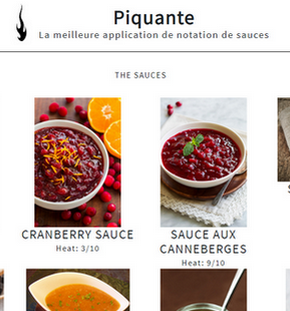 Piquante
La meilleure application de notation de sauces
THE SAUCES
CRANBERRY SAUCE
Heat: 3/10
SAUCE AUX
CANNEBERGES
Heat: 9/10